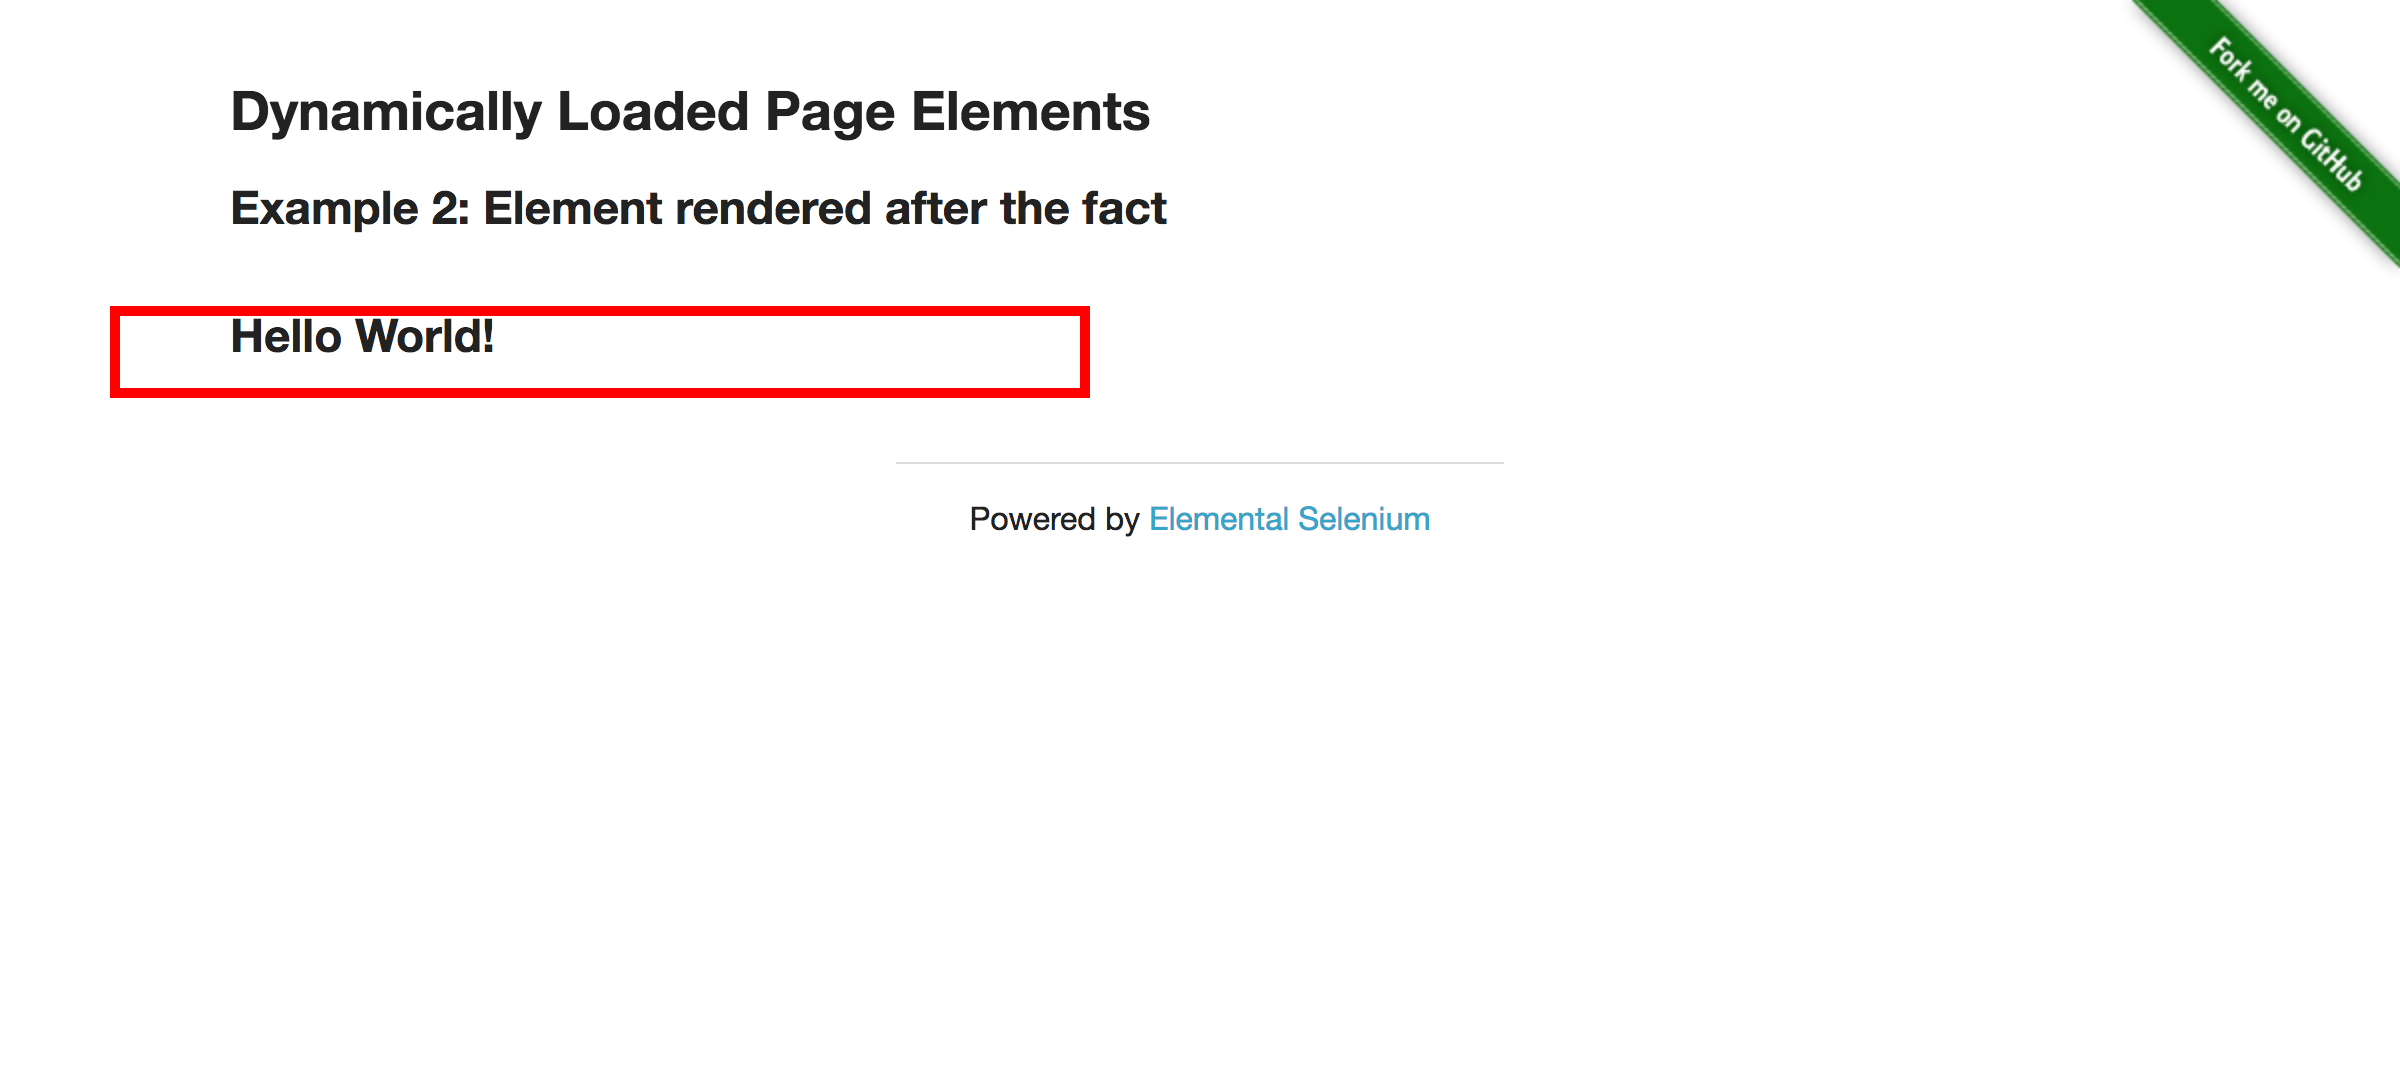 Dynamically Loaded Page Elements
Fork me on GitHub
Example 2: Element rendered after the fact
Hello World!
Powered by Elemental Selenium